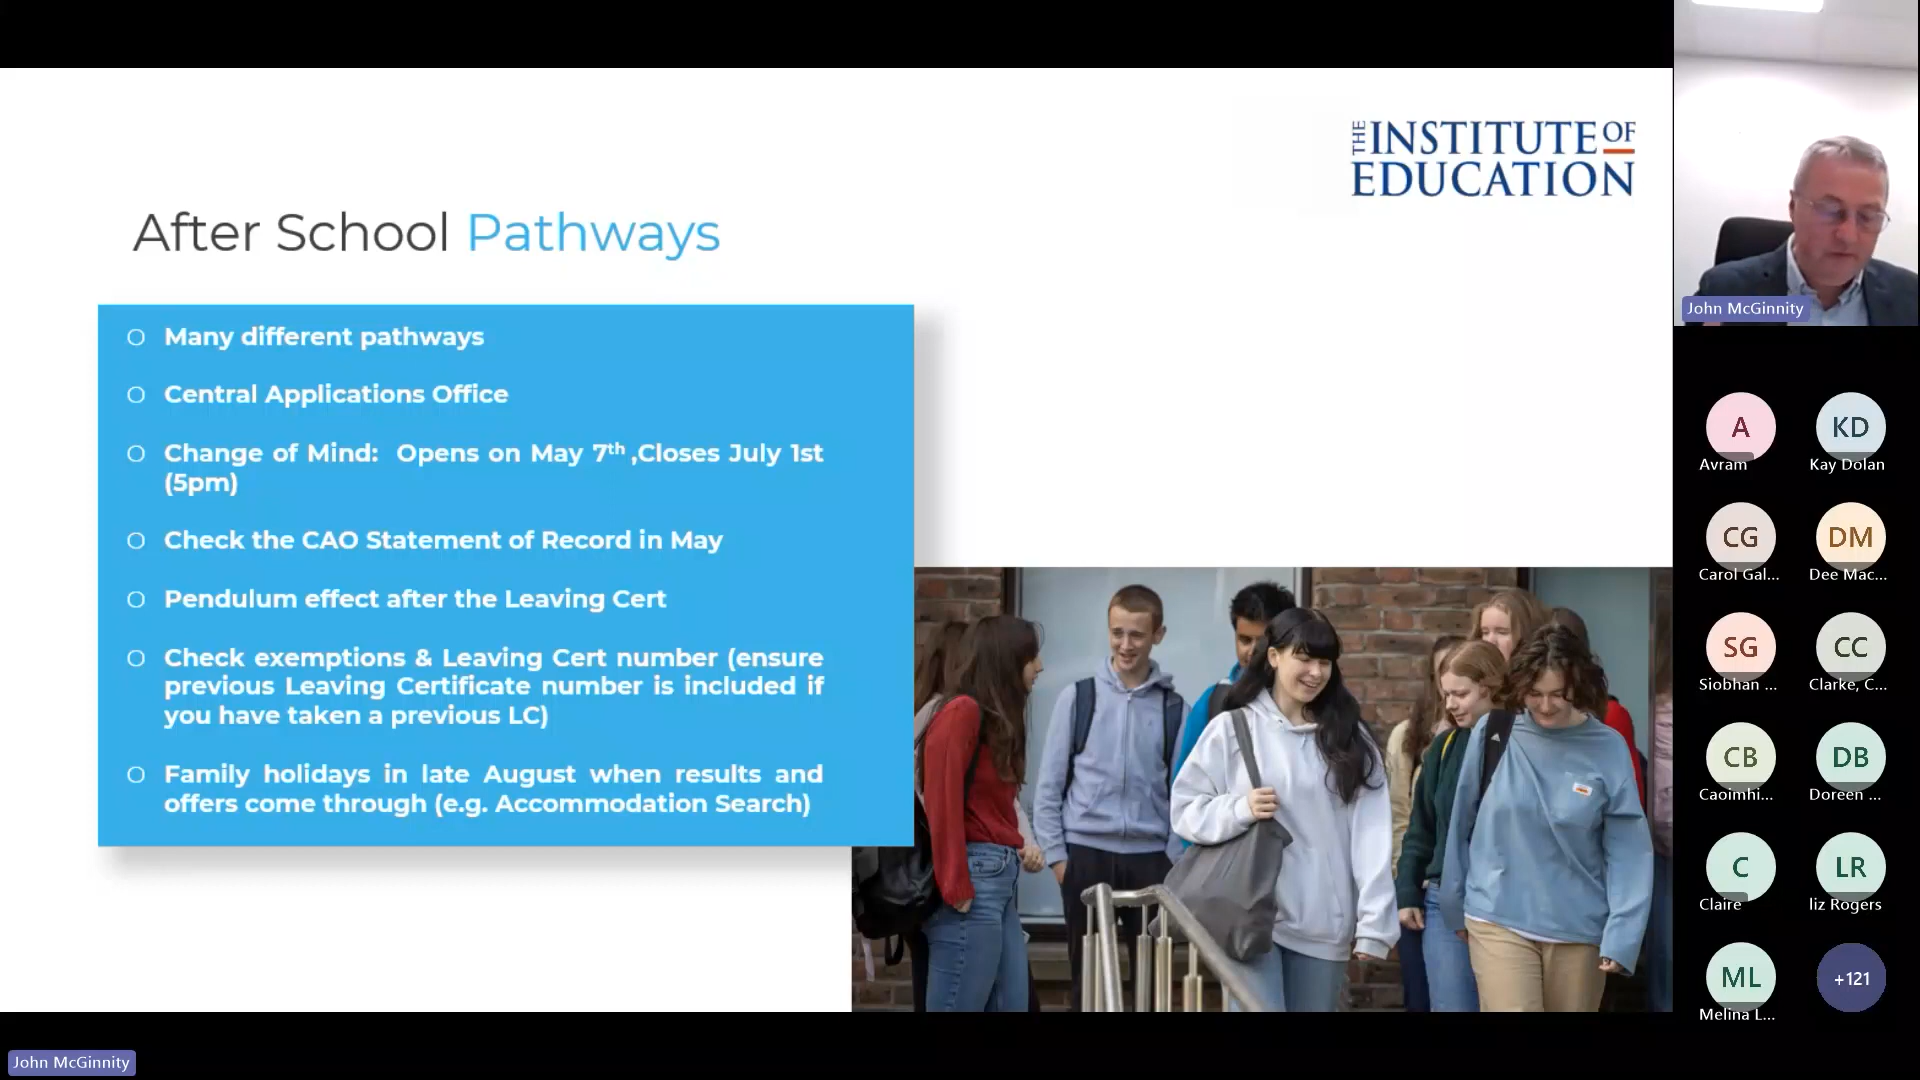 THE INSTITUTE OF
EDUCATION
After School Pathways
O Many different pathways
O Central Applications Office
O Change of Mind:  Opens on May 7th ,Closes July 1st
(5pm)
O Check the CAO Statement of Record in May
O Pendulum effect after the Leaving Cert
O Check exemptions & Leaving Cert number (ensure
previous Leaving Certificate number is included if
you have taken a previous LC)
O Family holidays in late August when results and
offers come through (e.g. Accommodation Search)
John McGinnity
A KD
Avram Kay Dolan
CG DM
Carol Gal... Dee Mac...
SG CC
Siobhan ... Clarke, C...
CB DB
Caoimhi... Doreen ...
C LR
Claire liz Rogers
ML +121
Melina L...
John McGinnity